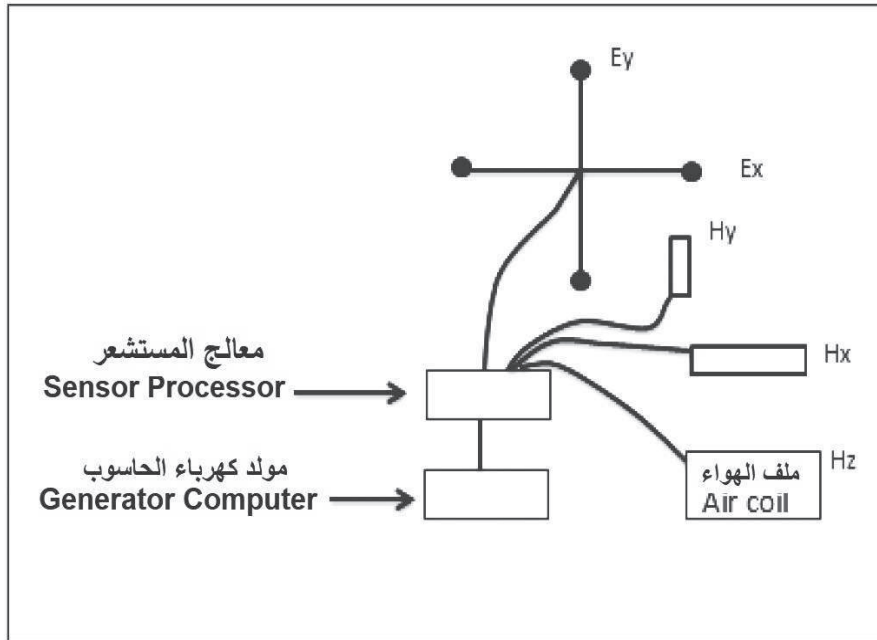 Ey
Ex
Hy
معالج المستشعر
Sensor Processor
Hx
مولد كهرباء الحاسوب
Generator Computer
ملف الهواء
Air coil
Hz